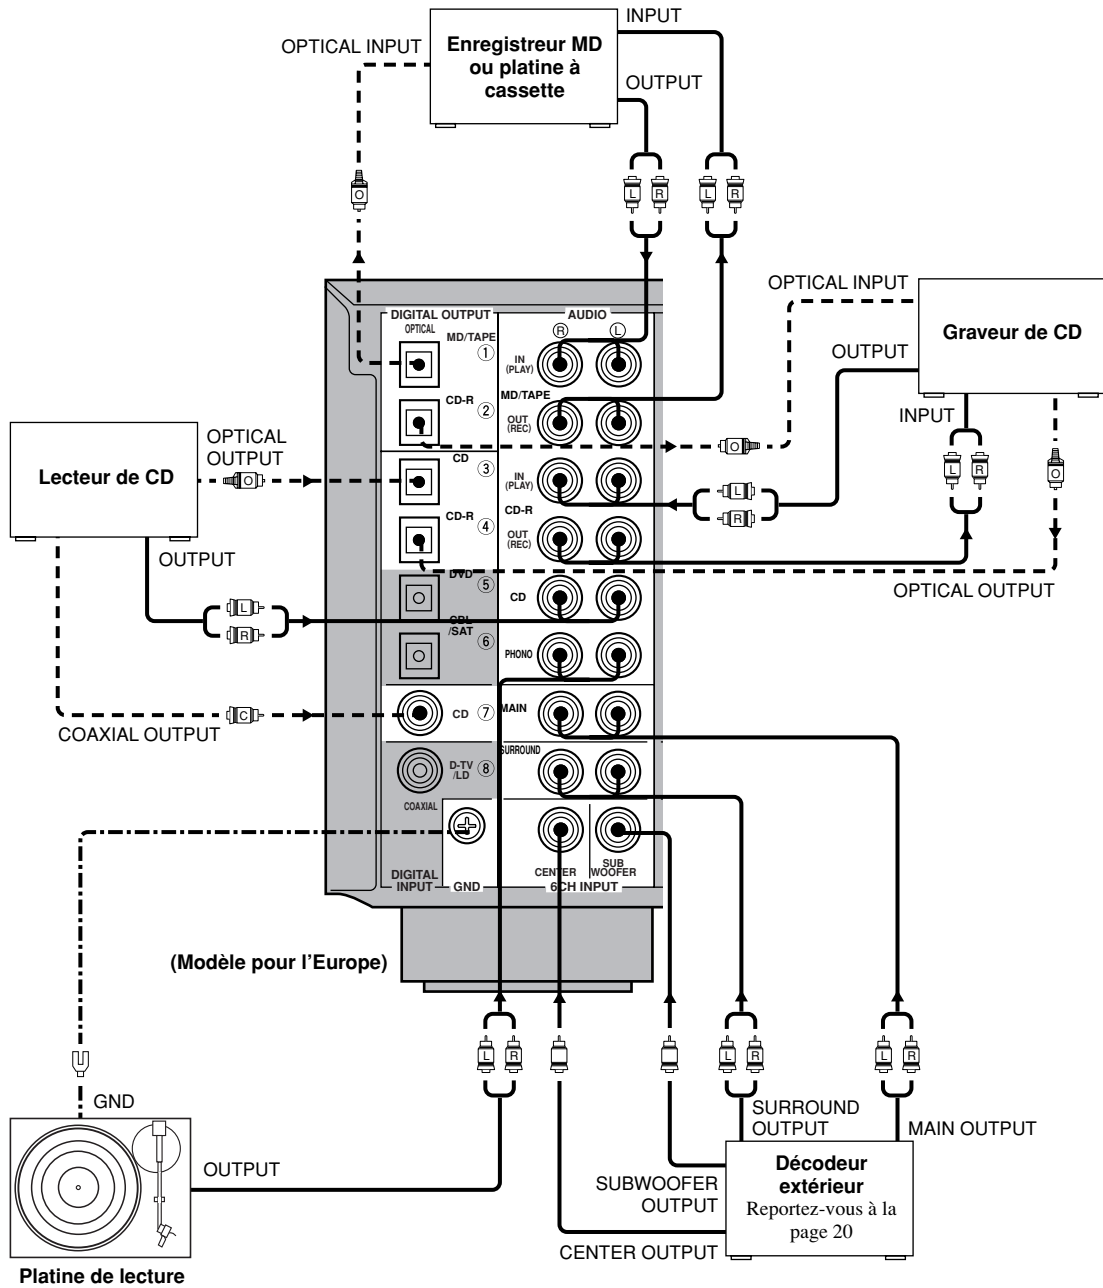 INPUT
OPTICAL INPUT
Enregistreur MD
ou platine à
cassette
OUTPUT
O
L R
L R
OPTICAL INPUT
Graveur de CD
OUTPUT
INPUT
O
L R
O
L
R
OPTICAL OUTPUT
DIGITAL OUTPUT
OPTICAL
MD/TAPE
1
CD-R
2
CD
3
CD-R
4
DVD
5
CBL
/SAT
6
CD
7
D-TV
/LD
8
COAXIAL
DIGITAL
INPUT
GND
AUDIO
R L
IN
(PLAY)
MD/TAPE
OUT
(REC)
IN
(PLAY)
CD-R
OUT
(REC)
CD
PHONO
MAIN
SURROUND
CENTER
SUB
WOOFER
6CH INPUT
Lecteur de CD
OPTICAL
OUTPUT
O
OUTPUT
L
R
C
COAXIAL OUTPUT
(Modèle pour l'Europe)
GND
OUTPUT
Platine de lecture
L R
L R
L R
SURROUND
OUTPUT
MAIN OUTPUT
SUBWOOFER
OUTPUT
CENTER OUTPUT
Décodeur
extérieur
Reportez-vous à la
page 20